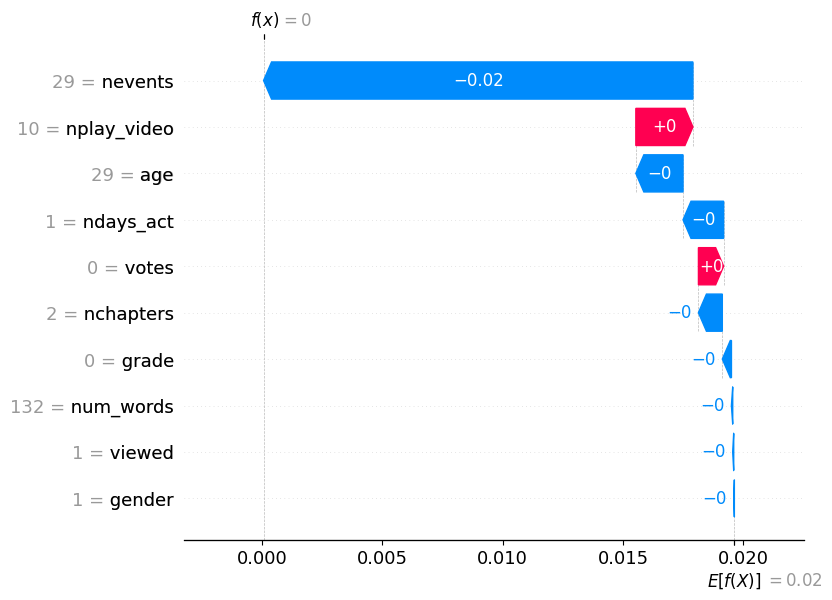 f(x) = 0
29 = nevents
−0.02
10 = nplay_video
+0
29 = age
−0
1 = ndays_act
−0
0 = votes
+0
2 = nchapters
−0
0 = grade
−0
132 = num_words
−0
1 = viewed
−0
1 = gender
−0
0.000 0.005 0.010 0.015 0.020
E[f(X)] = 0.02